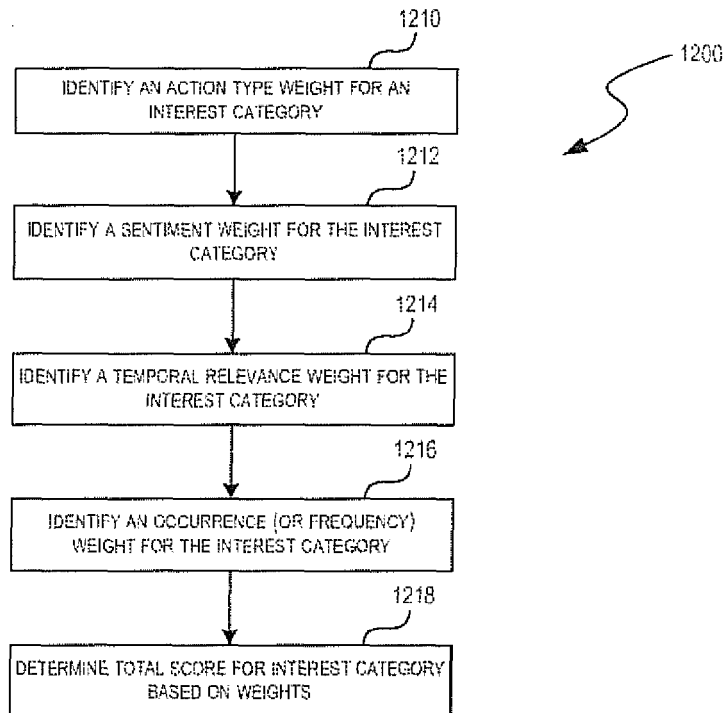 1210
1200
IDENTIFY AN ACTION TYPE WEIGHT FOR AN
INTEREST CATEGORY
1212
IDENTIFY A SENTIMENT WEIGHT FOR THE INTEREST
CATEGORY
1214
IDENTIFY A TEMPORAL RELEVANCE WEIGHT FOR THE
INTEREST CATEGORY
1216
IDENTIFY AN OCCURRENCE (OR FREQUENCY)
WEIGHT FOR THE INTEREST CATEGORY
1218
DETERMINE TOTAL SCORE FOR INTEREST CATEGORY
BASED ON WEIGHTS